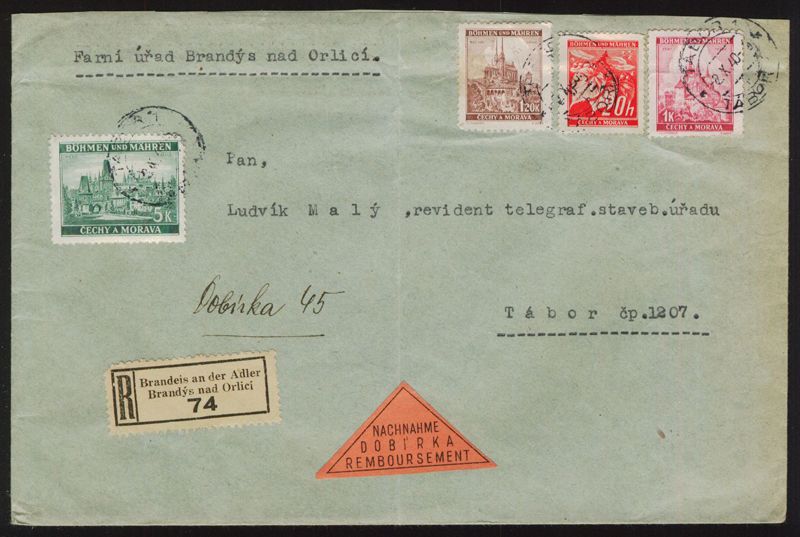 Farní úřad Brandýs nad Orlicí.
BÖHMEN UND MÄHREN
1.20K
ČECHY A MORAVA
BÖHMEN UND MÄHREN
20h
ČECHY A MORAVA
BÖHMEN UND MÄHREN
1K
ČECHY A MORAVA
BÖHMEN UND MÄHREN
5K
ČECHY A MORAVA
Pan,
Ludvík M a l ý ,revident telegraf.staveb.úřadu
Dobírka 45
T á b o r čp.1207.
R
Brandeis an der Adler
Brandýs nad Orlicí
74
NACHNAHME
DOBÍRKA
REMBOURSEMENT